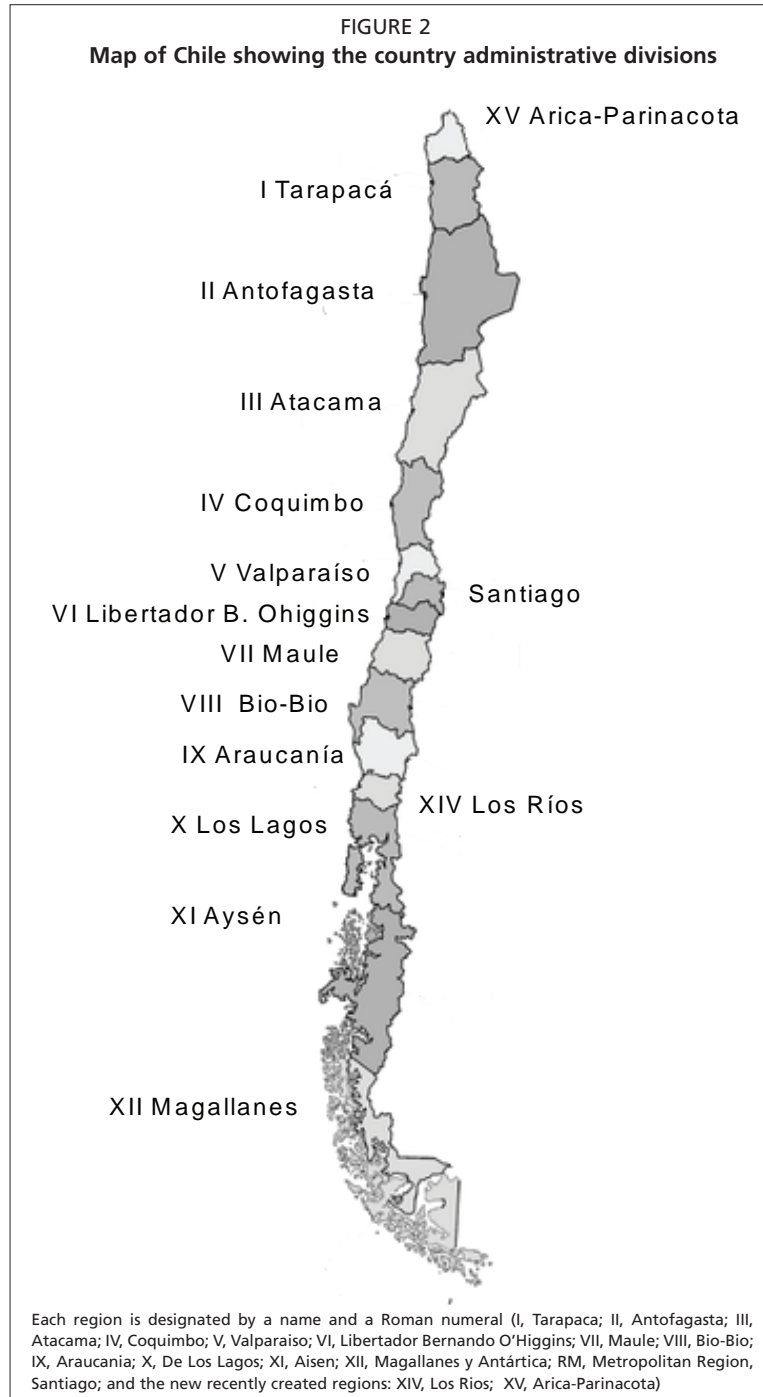 FIGURE 2
Map of Chile showing the country administrative divisions
XV Arica-Parinacota
I Tarapacá
II Antofagasta
III Atacama
IV Coquimbo
V Valparaíso
Santiago
VI Libertador B. Ohiggins
VII Maule
VIII Bio-Bio
IX Araucanía
XIV Los Ríos
X Los Lagos
XI Aysén
XII Magallanes
Each region is designated by a name and a Roman numeral (I, Tarapaca; II, Antofagasta; III,
Atacama; IV, Coquimbo; V, Valparaiso; VI, Libertador Bernando O’Higgins; VII, Maule; VIII, Bio-Bio;
IX, Araucania; X, De Los Lagos; XI, Aisen; XII, Magallanes y Antártica; RM, Metropolitan Region,
Santiago; and the new recently created regions: XIV, Los Rios; XV, Arica-Parinacota)